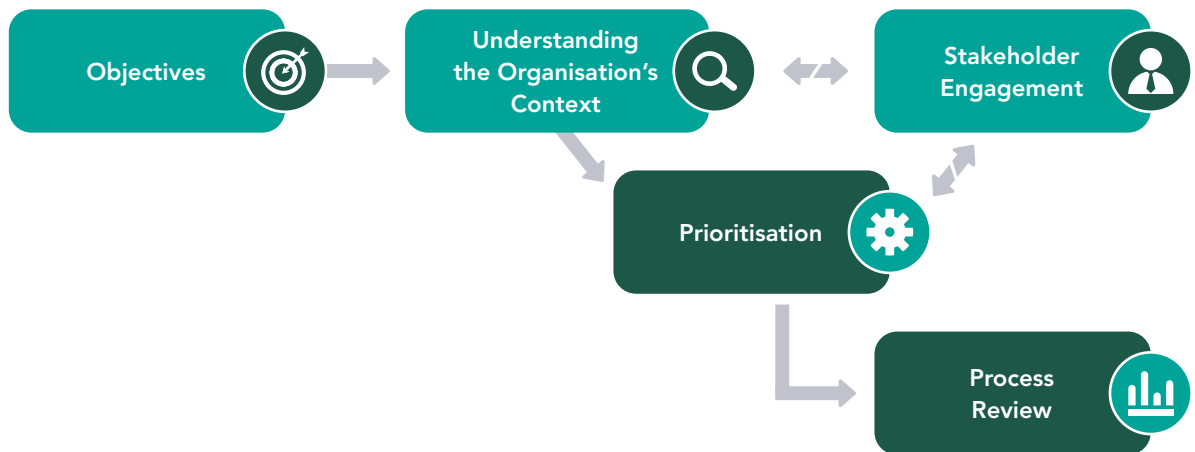 Objectives
Understanding
the Organisation's
Context
Stakeholder
Engagement
Prioritisation
Process
Review